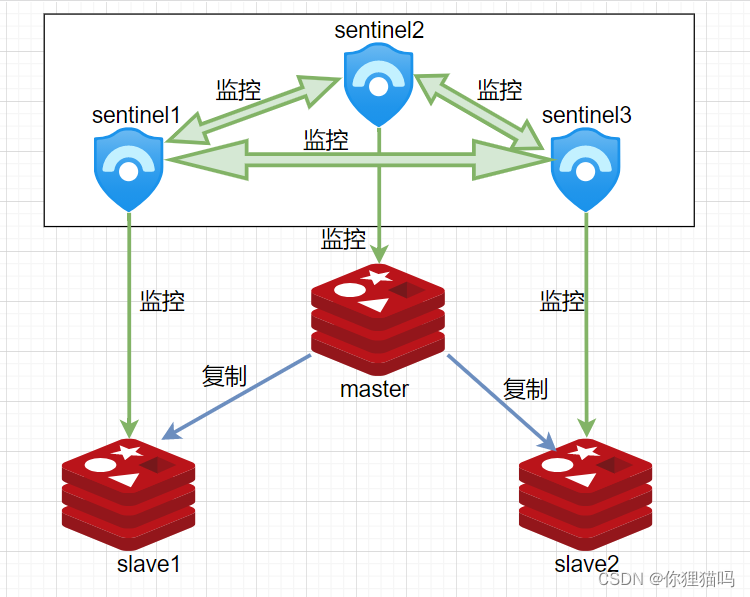 sentinel2
监控
监控
sentinel1
sentinel3
监控
监控
监控
监控
复制
master
复制
slave1
slave2
CSDN @你狸猫吗